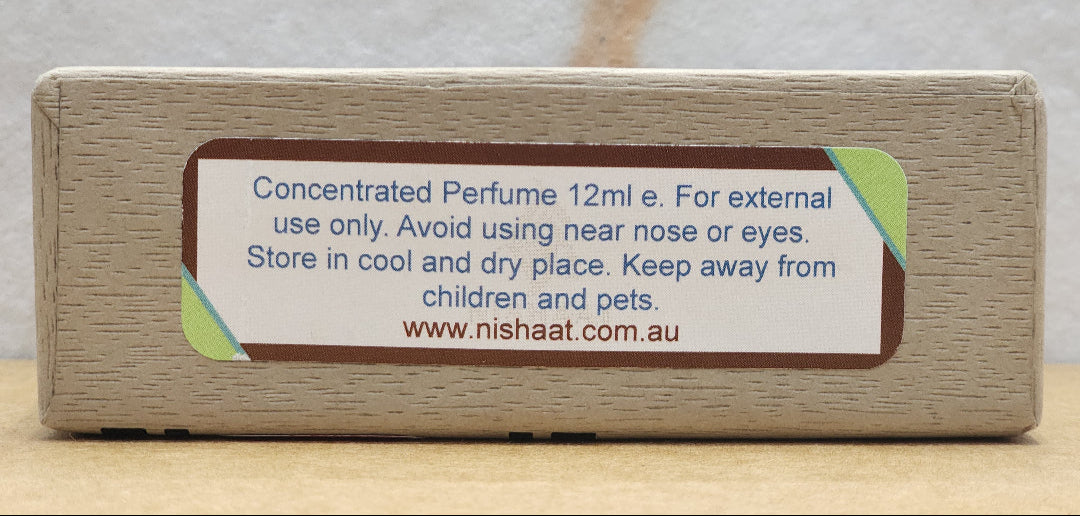 Concentrated Perfume 12ml e. For external
use only. Avoid using near nose or eyes.
Store in cool and dry place. Keep away from
children and pets.
www.nishaat.com.au